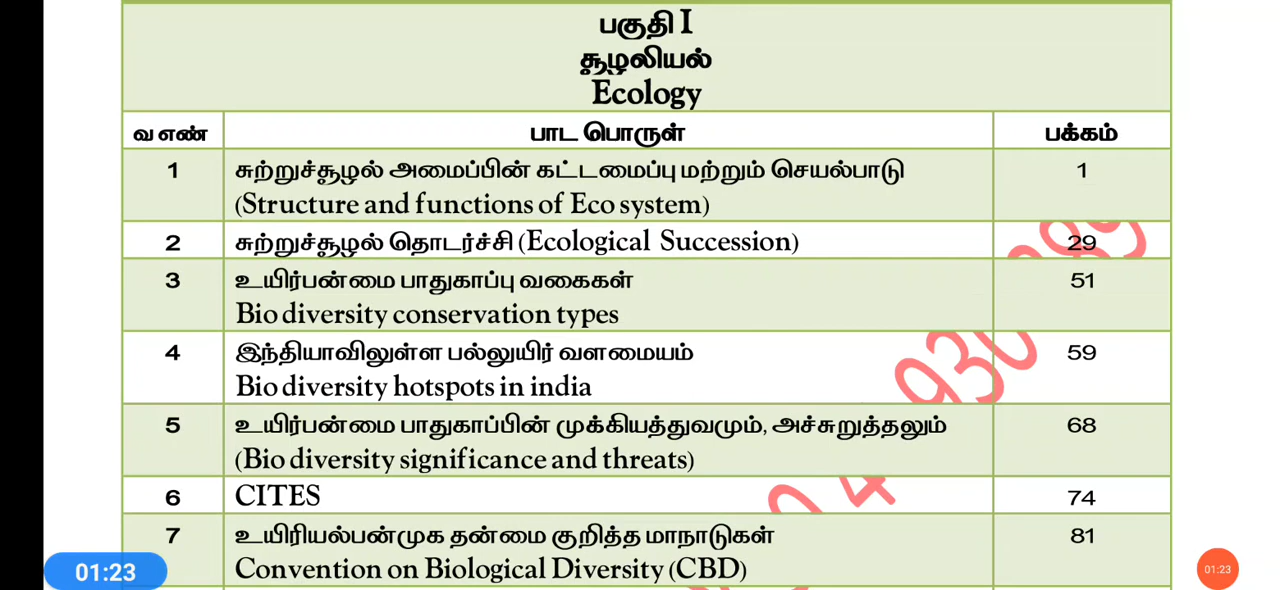 பகுதி I
சூழலியல்
Ecology
வ எண் பாட பொருள் பக்கம்
1 சுற்றுச்சூழல் அமைப்பின் கட்டமைப்பு மற்றும் செயல்பாடு 1
(Structure and functions of Eco system)
2 சுற்றுச்சூழல் தொடர்ச்சி (Ecological Succession) 29
3 உயிர்பன்மை பாதுகாப்பு வகைகள் 51
Bio diversity conservation types
4 இந்தியாவிலுள்ள பல்லுயிர் வளமையம் 59
Bio diversity hotspots in india
5 உயிர்பன்மை பாதுகாப்பின் முக்கியத்துவமும், அச்சுறுத்தலும் 68
(Bio diversity significance and threats)
6 CITES 74
7 உயிரியல்பன்முக தன்மை குறித்த மாநாடுகள் 81
Convention on Biological Diversity (CBD)
01:23
01:23